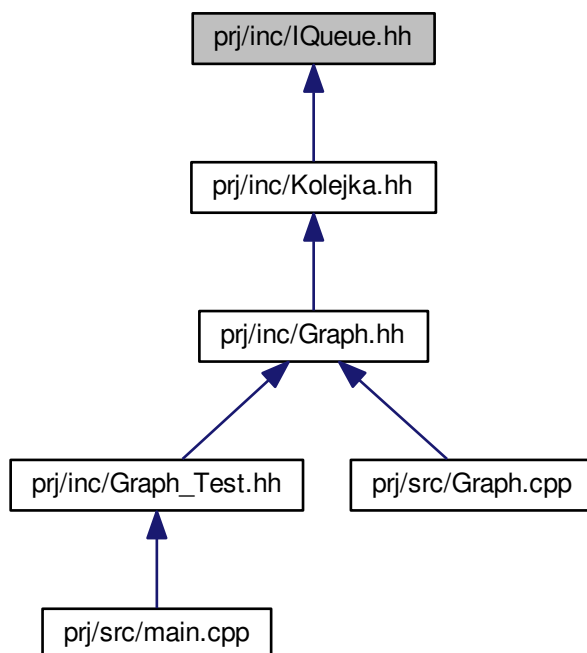 prj/inc/IQueue.hh
prj/inc/Kolejka.hh
prj/inc/Graph.hh
prj/inc/Graph_Test.hh
prj/src/Graph.cpp
prj/src/main.cpp